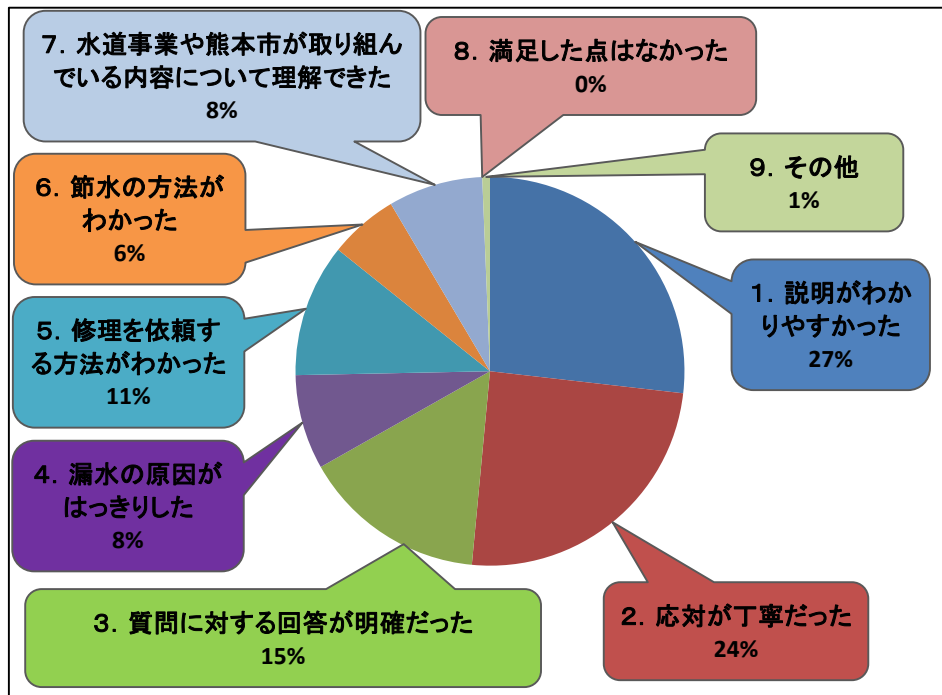 7．水道事業や熊本市が取り組ん
でいる内容について理解できた
8%
8．満足した点はなかった
0%
9．その他
1%
6．節水の方法が
わかった
6%
1．説明がわか
りやすかった
27%
5．修理を依頼す
る方法がわかった
11%
4．漏水の原因が
はっきりした
8%
3．質問に対する回答が明確だった
15%
2．応対が丁寧だった
24%